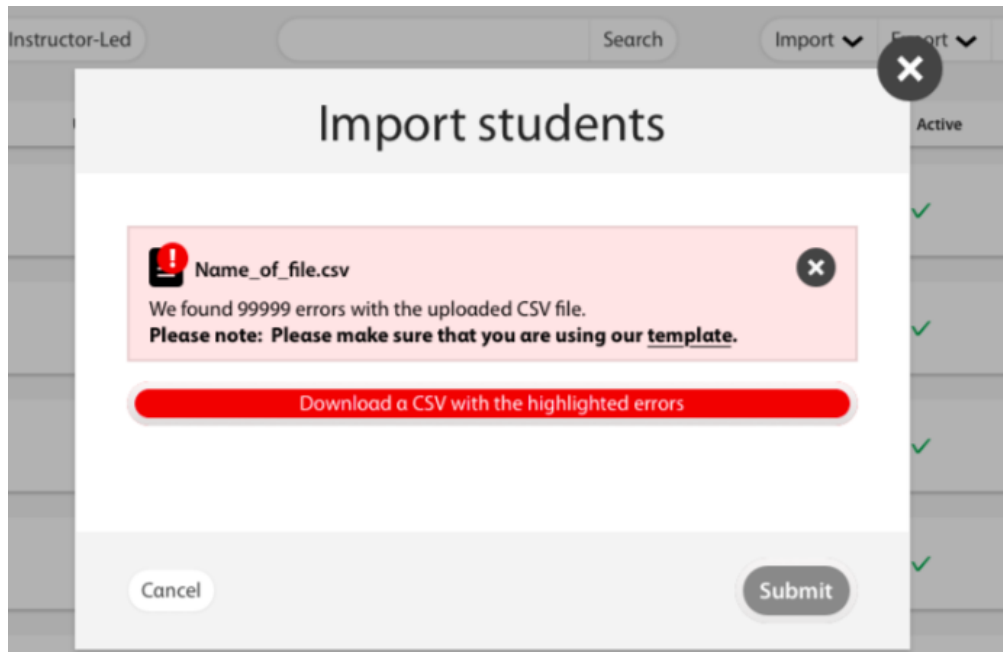 Instructor-Led
Search
Import
Import students
Active
Name_of_file.csv
We found 99999 errors with the uploaded CSV file.
Please note: Please make sure that you are using our template.
Download a CSV with the highlighted errors
Cancel
Submit